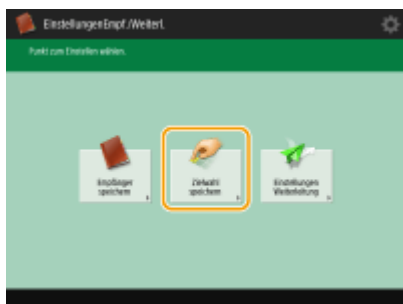 Einstellungen Empf./Weiterl.
Punkt zum Einstellen wählen.
Empfänger
speichern
Zielwahl
speichern
Einstellungen
Weiterleitung